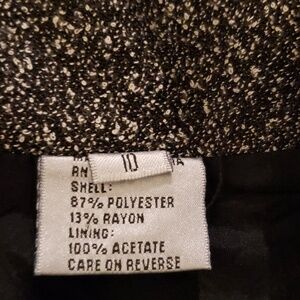 10
RN
SHELL:
87% POLYESTER
13% RAYON
LINING:
100% ACETATE
CARE ON REVERSE